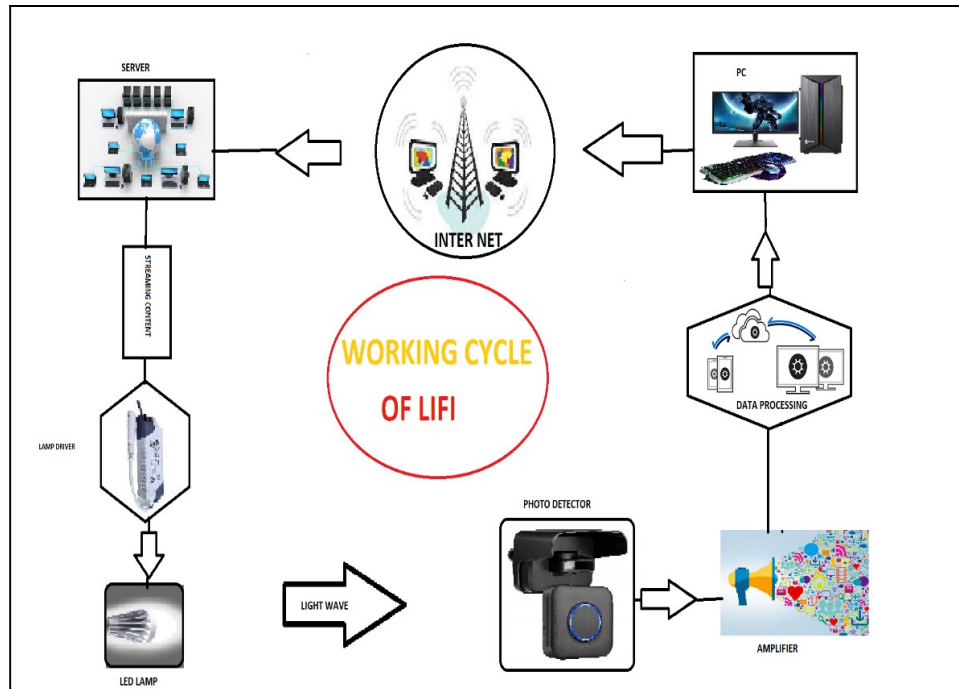 SERVER
PC
INTER NET
STREAMING CONTENT
WORKING CYCLE
OF LIFI
DATA PROCESSING
LAMP DRIVER
PHOTO DETECTOR
LIGHT WAVE
AMPLIFIER
LED LAMP